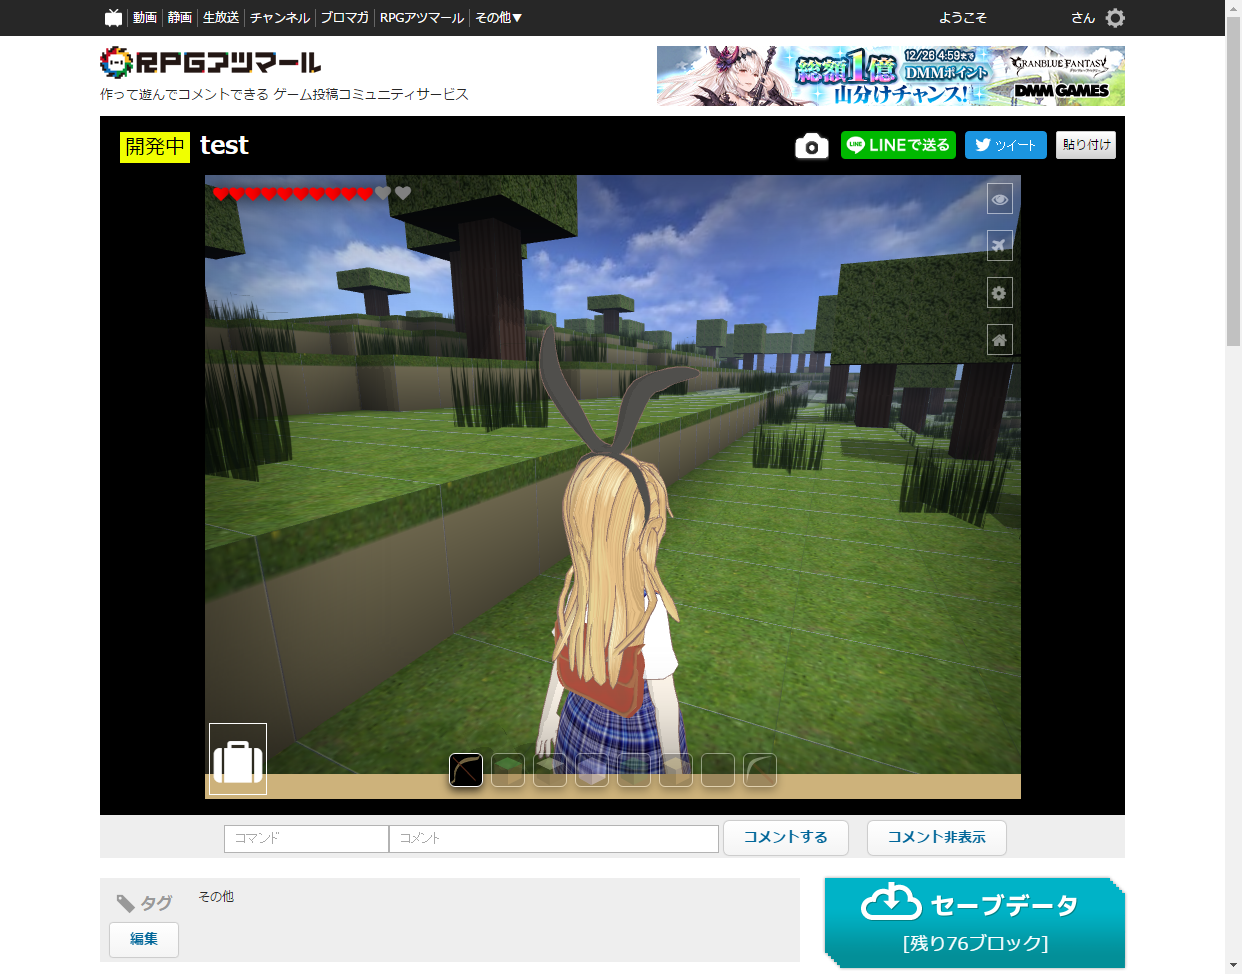 動画 静画 生放送 チャンネル ブロマガ RPGアツマール その他▼ ようこそ さん
RPGアツマール
作って遊んでコメントできる ゲーム投稿コミュニティサービス
総額1億 12/26 4:59まで DMMポイント 山分けチャンス!
GRANBLUE FANTASY
DMM GAMES
開発中 test
LINE LINEで送る ツイート 貼り付け
コマンド コメント コメントする コメント非表示
タグ その他
編集
セーブデータ
[残り76ブロック]